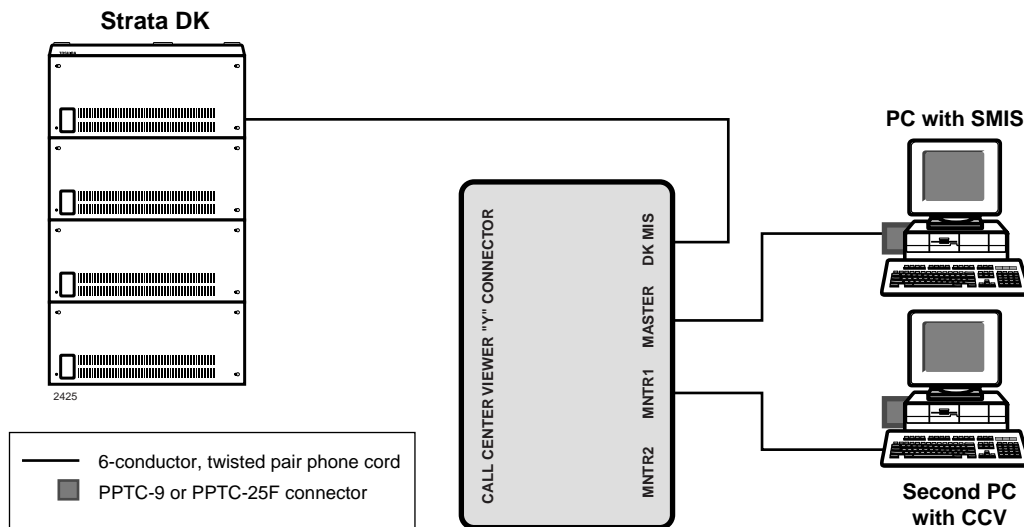 Strata DK
TOSHIBA
PC with SMIS
CALL CENTER VIEWER "Y" CONNECTOR
DK MIS
MASTER
MNTR1
MNTR2
2425
6-conductor, twisted pair phone cord
PPTC-9 or PPTC-25F connector
Second PC
with CCV